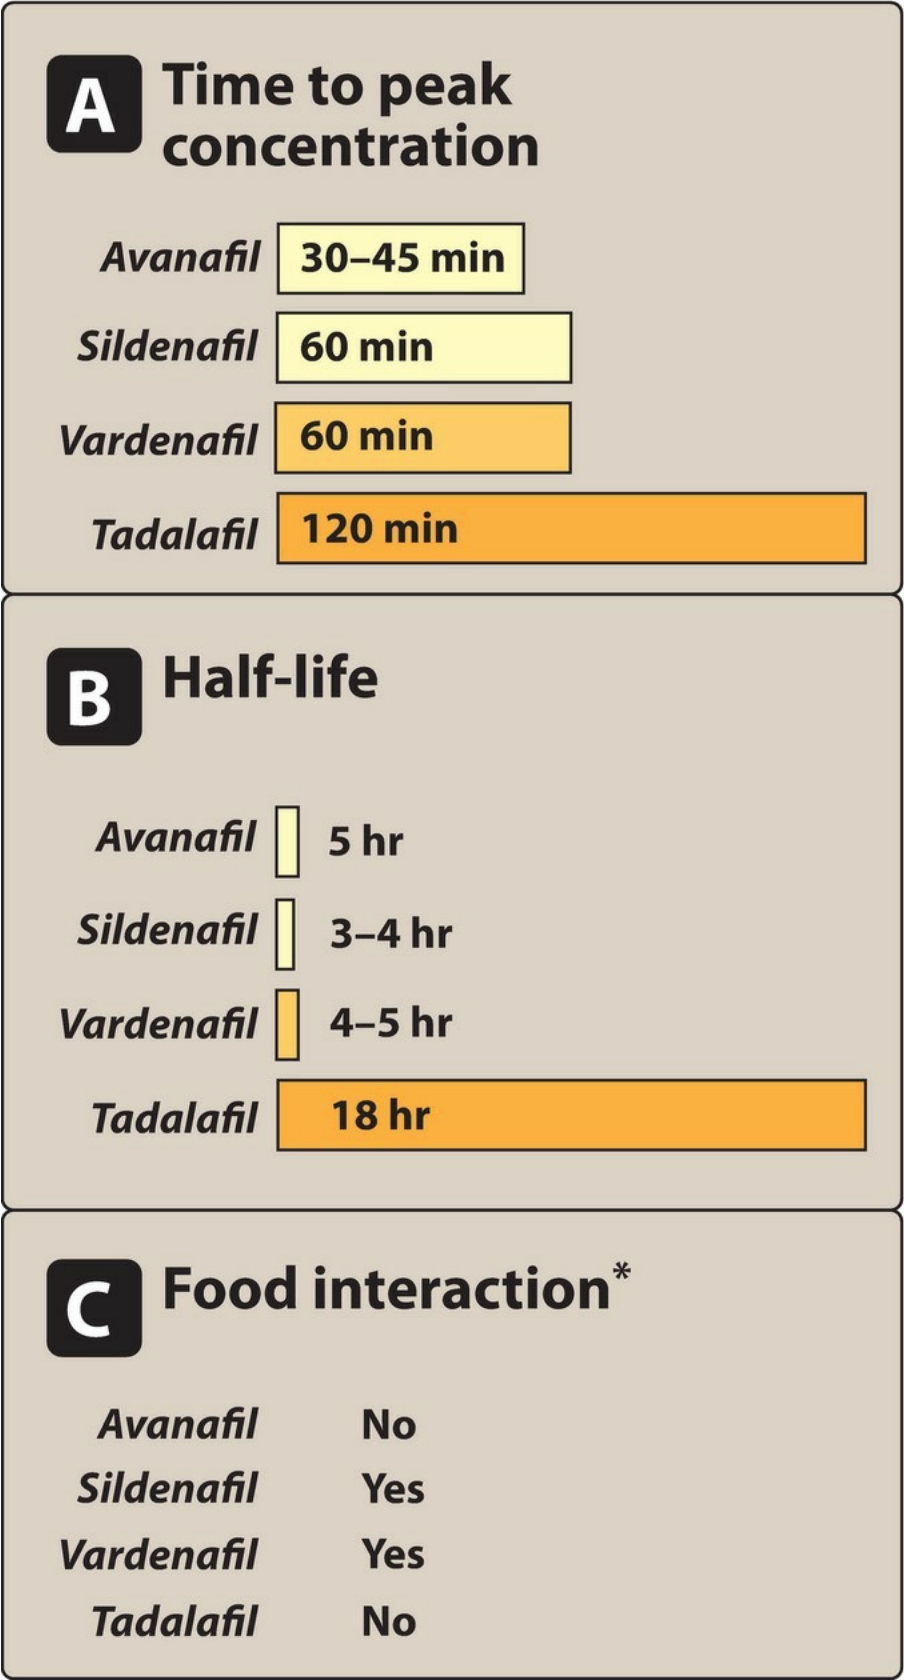 A Time to peak
concentration
Avanafil 30–45 min
Sildenafil 60 min
Vardenafil 60 min
Tadalafil 120 min
B Half-life
Avanafil 5 hr
Sildenafil 3–4 hr
Vardenafil 4–5 hr
Tadalafil 18 hr
C Food interaction*
Avanafil No
Sildenafil Yes
Vardenafil Yes
Tadalafil No